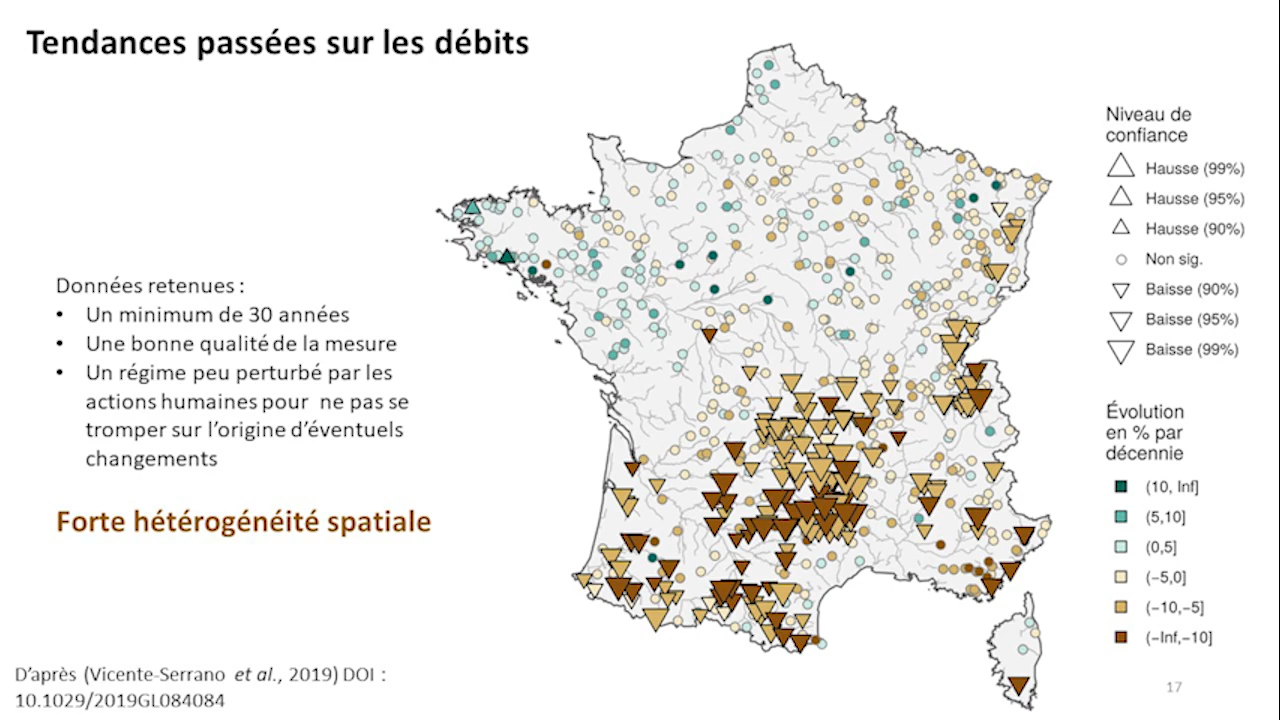 Tendances passées sur les débits
Données retenues :
• Un minimum de 30 années
• Une bonne qualité de la mesure
• Un régime peu perturbé par les
actions humaines pour ne pas se
tromper sur l’origine d’éventuels
changements
Forte hétérogénéité spatiale
D’après (Vicente-Serrano et al., 2019) DOI :
10.1029/2019GL084084
Niveau de
confiance
Hausse (99%)
Hausse (95%)
Hausse (90%)
Non sig.
Baisse (90%)
Baisse (95%)
Baisse (99%)
Évolution
en % par
décennie
(10, Inf]
(5,10]
(0,5]
(−5,0]
(−10,−5]
(−Inf,−10]
17